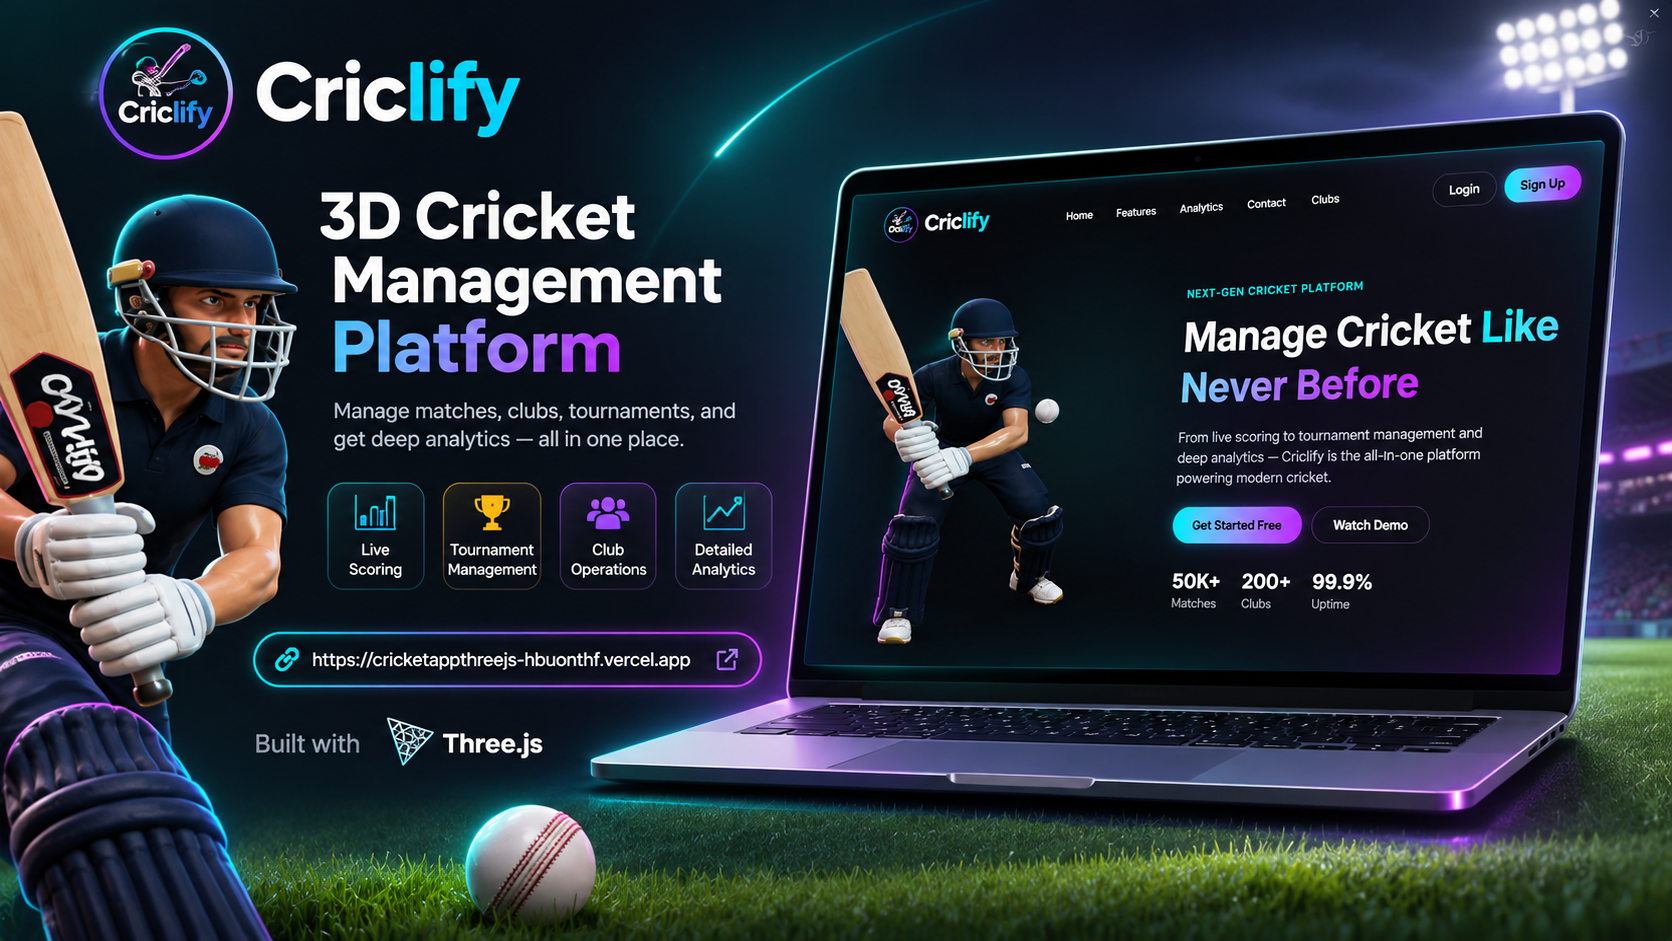 Criclify
Criclify
3D Cricket
Management
Platform
Manage matches, clubs, tournaments, and
get deep analytics — all in one place.
Live
Scoring
Tournament
Management
Club
Operations
Detailed
Analytics
https://cricketappthreejs-hbuonthf.vercel.app
Built with
Three.js
Criclify
Home
Features
Analytics
Contact
Clubs
Login
Sign Up
NEXT-GEN CRICKET PLATFORM
Manage Cricket Like
Never Before
From live scoring to tournament management and
deep analytics — Criclify is the all-in-one platform
powering modern cricket.
Get Started Free
Watch Demo
50K+
Matches
200+
Clubs
99.9%
Uptime